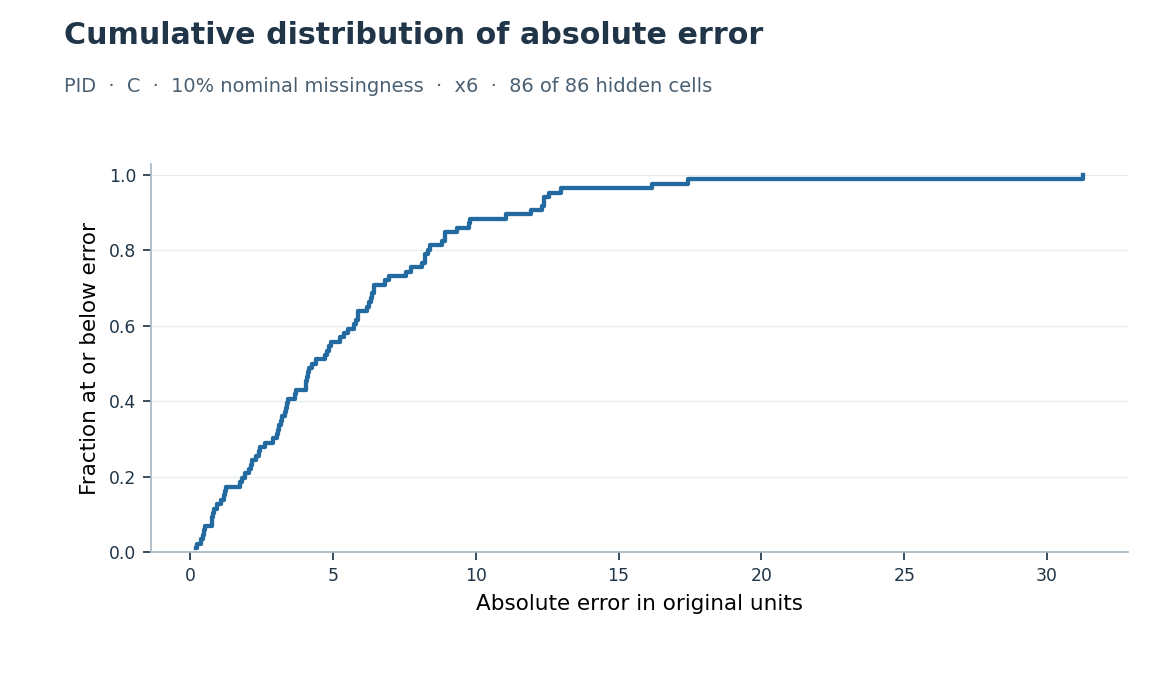 Cumulative distribution of absolute error
PID · C · 10% nominal missingness · x6 · 86 of 86 hidden cells
Fraction at or below error
1.0
0.8
0.6
0.4
0.2
0.0
0 5 10 15 20 25 30
Absolute error in original units